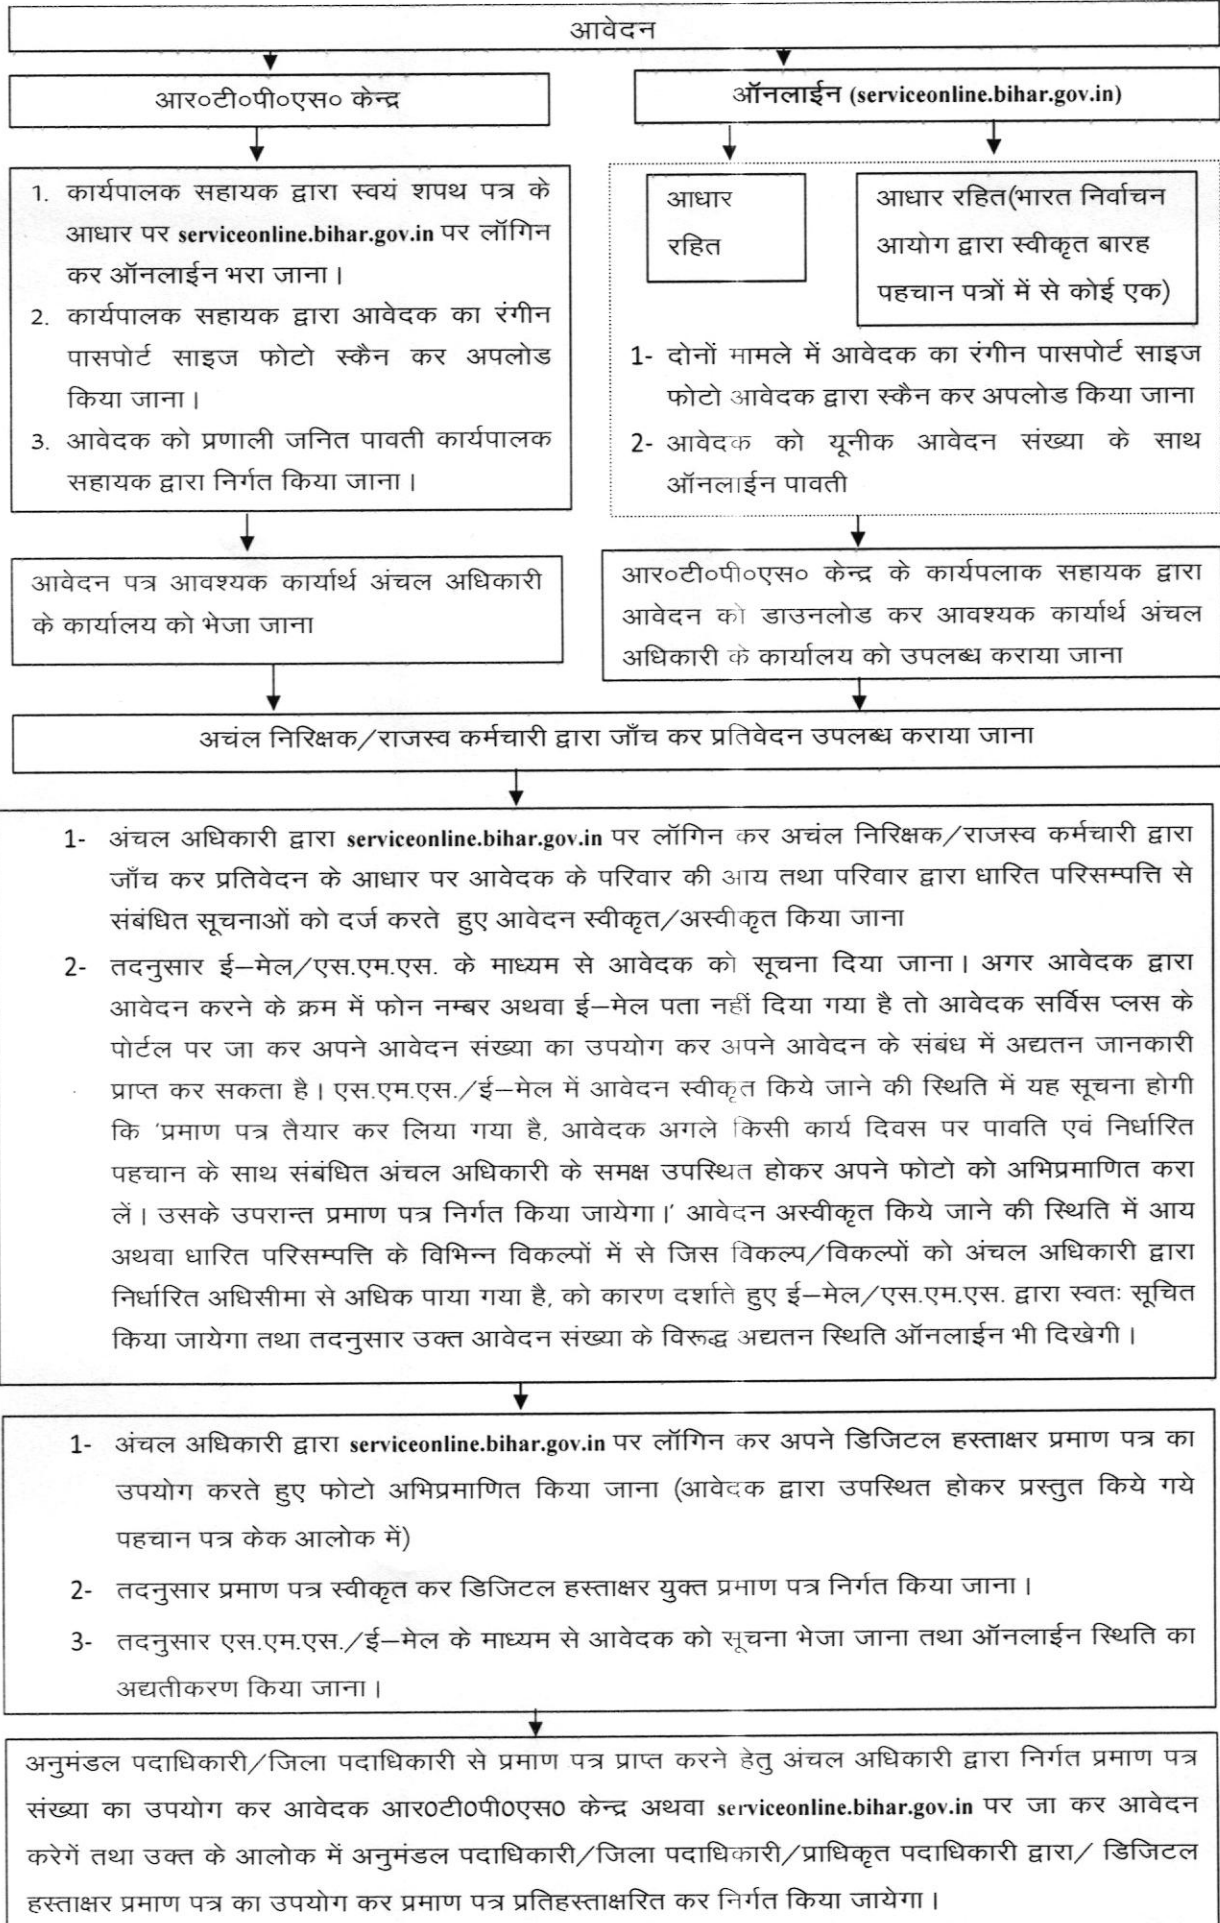 आवेदन
आर०टी०पी०एस० केन्द्र
ऑनलाईन (serviceonline.bihar.gov.in)
1. कार्यपालक सहायक द्वारा स्वयं शपथ पत्र के
आधार पर serviceonline.bihar.gov.in पर लॉगिन
कर ऑनलाईन भरा जाना।
2. कार्यपालक सहायक द्वारा आवेदक का रंगीन
पासपोर्ट साइज फोटो स्कैन कर अपलोड
किया जाना।
3. आवेदक को प्रणाली जनित पावती कार्यपालक
सहायक द्वारा निर्गत किया जाना।
आधार
रहित
आधार रहित(भारत निर्वाचन
आयोग द्वारा स्वीकृत बारह
पहचान पत्रों में से कोई एक)
1- दोनों मामले में आवेदक का रंगीन पासपोर्ट साइज
फोटो आवेदक द्वारा स्कैन कर अपलोड किया जाना
2- आवेदक को यूनीक आवेदन संख्या के साथ
ऑनलाईन पावती
आवेदन पत्र आवश्यक कार्यार्थ अंचल अधिकारी
के कार्यालय को भेजा जाना
आर०टी०पी०एस० केन्द्र के कार्यपलाक सहायक द्वारा
आवेदन को डाउनलोड कर आवश्यक कार्यार्थ अंचल
अधिकारी के कार्यालय को उपलब्ध कराया जाना
अचंल निरिक्षक/राजस्व कर्मचारी द्वारा जाँच कर प्रतिवेदन उपलब्ध कराया जाना
1- अंचल अधिकारी द्वारा serviceonline.bihar.gov.in पर लॉगिन कर अचंल निरिक्षक/राजस्व कर्मचारी द्वारा
जाँच कर प्रतिवेदन के आधार पर आवेदक के परिवार की आय तथा परिवार द्वारा धारित परिसम्पत्ति से
संबंधित सूचनाओं को दर्ज करते हुए आवेदन स्वीकृत/अस्वीकृत किया जाना
2- तदनुसार ई–मेल/एस.एम.एस. के माध्यम से आवेदक को सूचना दिया जाना। अगर आवेदक द्वारा
आवेदन करने के क्रम में फोन नम्बर अथवा ई–मेल पता नहीं दिया गया है तो आवेदक सर्विस प्लस के
पोर्टल पर जा कर अपने आवेदन संख्या का उपयोग कर अपने आवेदन के संबंध में अद्यतन जानकारी
प्राप्त कर सकता है। एस.एम.एस./ई–मेल में आवेदन स्वीकृत किये जाने की स्थिति में यह सूचना होगी
कि 'प्रमाण पत्र तैयार कर लिया गया है, आवेदक अगले किसी कार्य दिवस पर पावति एवं निर्धारित
पहचान के साथ संबंधित अंचल अधिकारी के समक्ष उपस्थित होकर अपने फोटो को अभिप्रमाणित करा
लें। उसके उपरान्त प्रमाण पत्र निर्गत किया जायेगा।' आवेदन अस्वीकृत किये जाने की स्थिति में आय
अथवा धारित परिसम्पत्ति के विभिन्न विकल्पों में से जिस विकल्प/विकल्पों को अंचल अधिकारी द्वारा
निर्धारित अधिसीमा से अधिक पाया गया है, को कारण दर्शाते हुए ई–मेल/एस.एम.एस. द्वारा स्वतः सूचित
किया जायेगा तथा तदनुसार उक्त आवेदन संख्या के विरूद्ध अद्यतन स्थिति ऑनलाईन भी दिखेगी।
1- अंचल अधिकारी द्वारा serviceonline.bihar.gov.in पर लॉगिन कर अपने डिजिटल हस्ताक्षर प्रमाण पत्र का
उपयोग करते हुए फोटो अभिप्रमाणित किया जाना (आवेदक द्वारा उपस्थित होकर प्रस्तुत किये गये
पहचान पत्र केक आलोक में)
2- तदनुसार प्रमाण पत्र स्वीकृत कर डिजिटल हस्ताक्षर युक्त प्रमाण पत्र निर्गत किया जाना।
3- तदनुसार एस.एम.एस./ई–मेल के माध्यम से आवेदक को सूचना भेजा जाना तथा ऑनलाईन स्थिति का
अद्यतीकरण किया जाना।
अनुमंडल पदाधिकारी/जिला पदाधिकारी से प्रमाण पत्र प्राप्त करने हेतु अंचल अधिकारी द्वारा निर्गत प्रमाण पत्र
संख्या का उपयोग कर आवेदक आर0टी0पी0एस0 केन्द्र अथवा serviceonline.bihar.gov.in पर जा कर आवेदन
करेगें तथा उक्त के आलोक में अनुमंडल पदाधिकारी/जिला पदाधिकारी/प्राधिकृत पदाधिकारी द्वारा/ डिजिटल
हस्ताक्षर प्रमाण पत्र का उपयोग कर प्रमाण पत्र प्रतिहस्ताक्षरित कर निर्गत किया जायेगा।